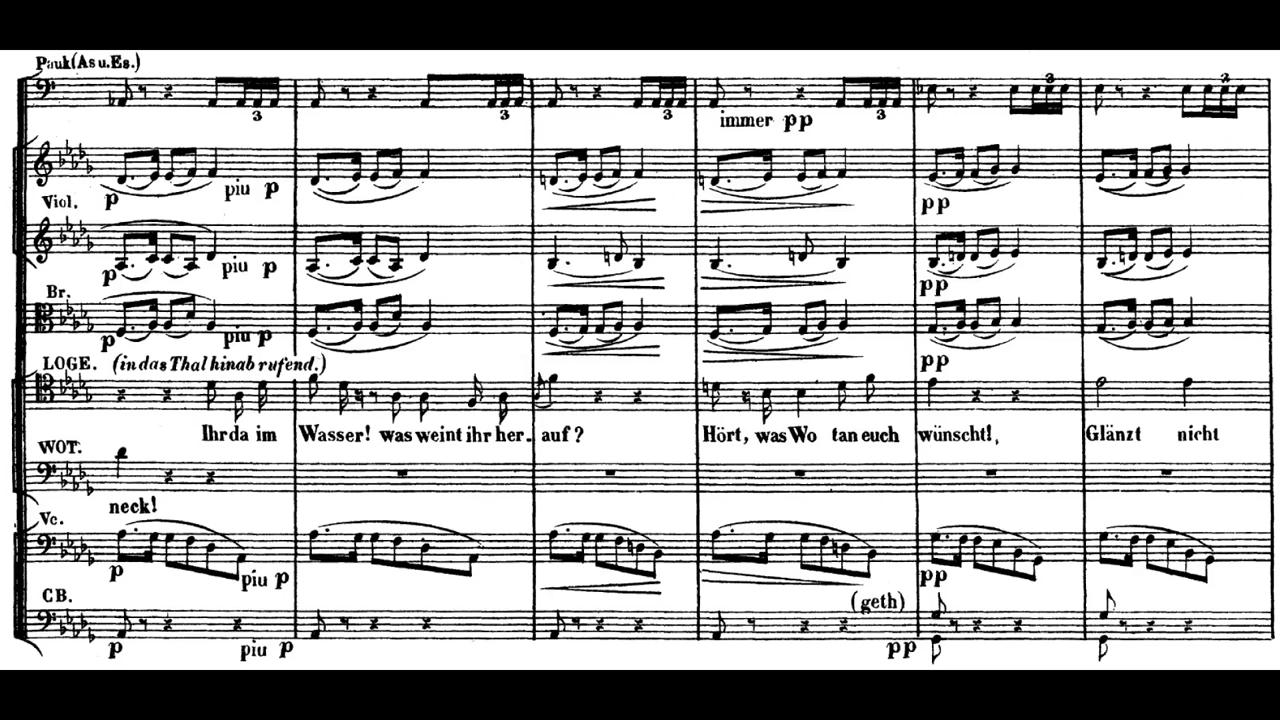 Pauk(As u. Es.)
3 3 3 3 3 3
immer pp
Viol. p piu p pp
p piu p pp
Br. p piu p pp
LOGE. (in das Thal hinab rufend.)
Ihr da im Wasser! was weint ihr her- auf? Hört, was Wo tan euch wünscht!, Glänzt nicht
WOT.
neck!
Vc. p piu p pp
CB. p piu p (geth) pp